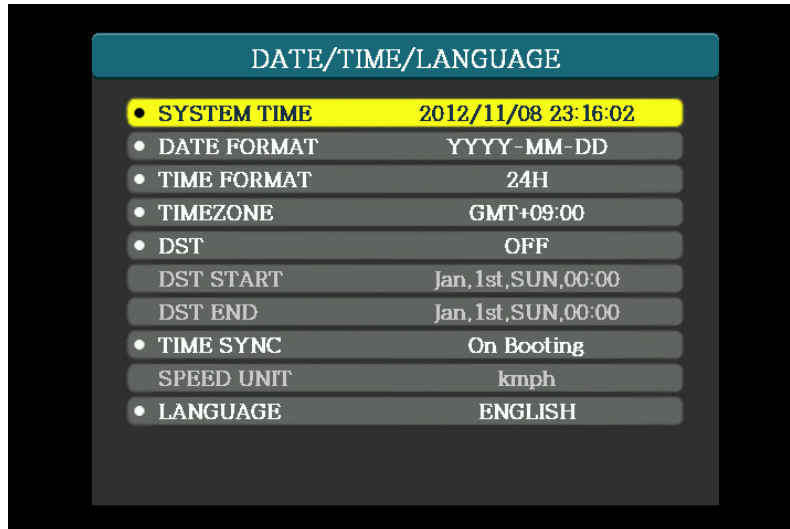 DATE/TIME/LANGUAGE
SYSTEM TIME 2012/11/08 23:16:02
DATE FORMAT YYYY-MM-DD
TIME FORMAT 24H
TIMEZONE GMT+09:00
DST OFF
DST START Jan,1st,SUN,00:00
DST END Jan,1st,SUN,00:00
TIME SYNC On Booting
SPEED UNIT kmph
LANGUAGE ENGLISH